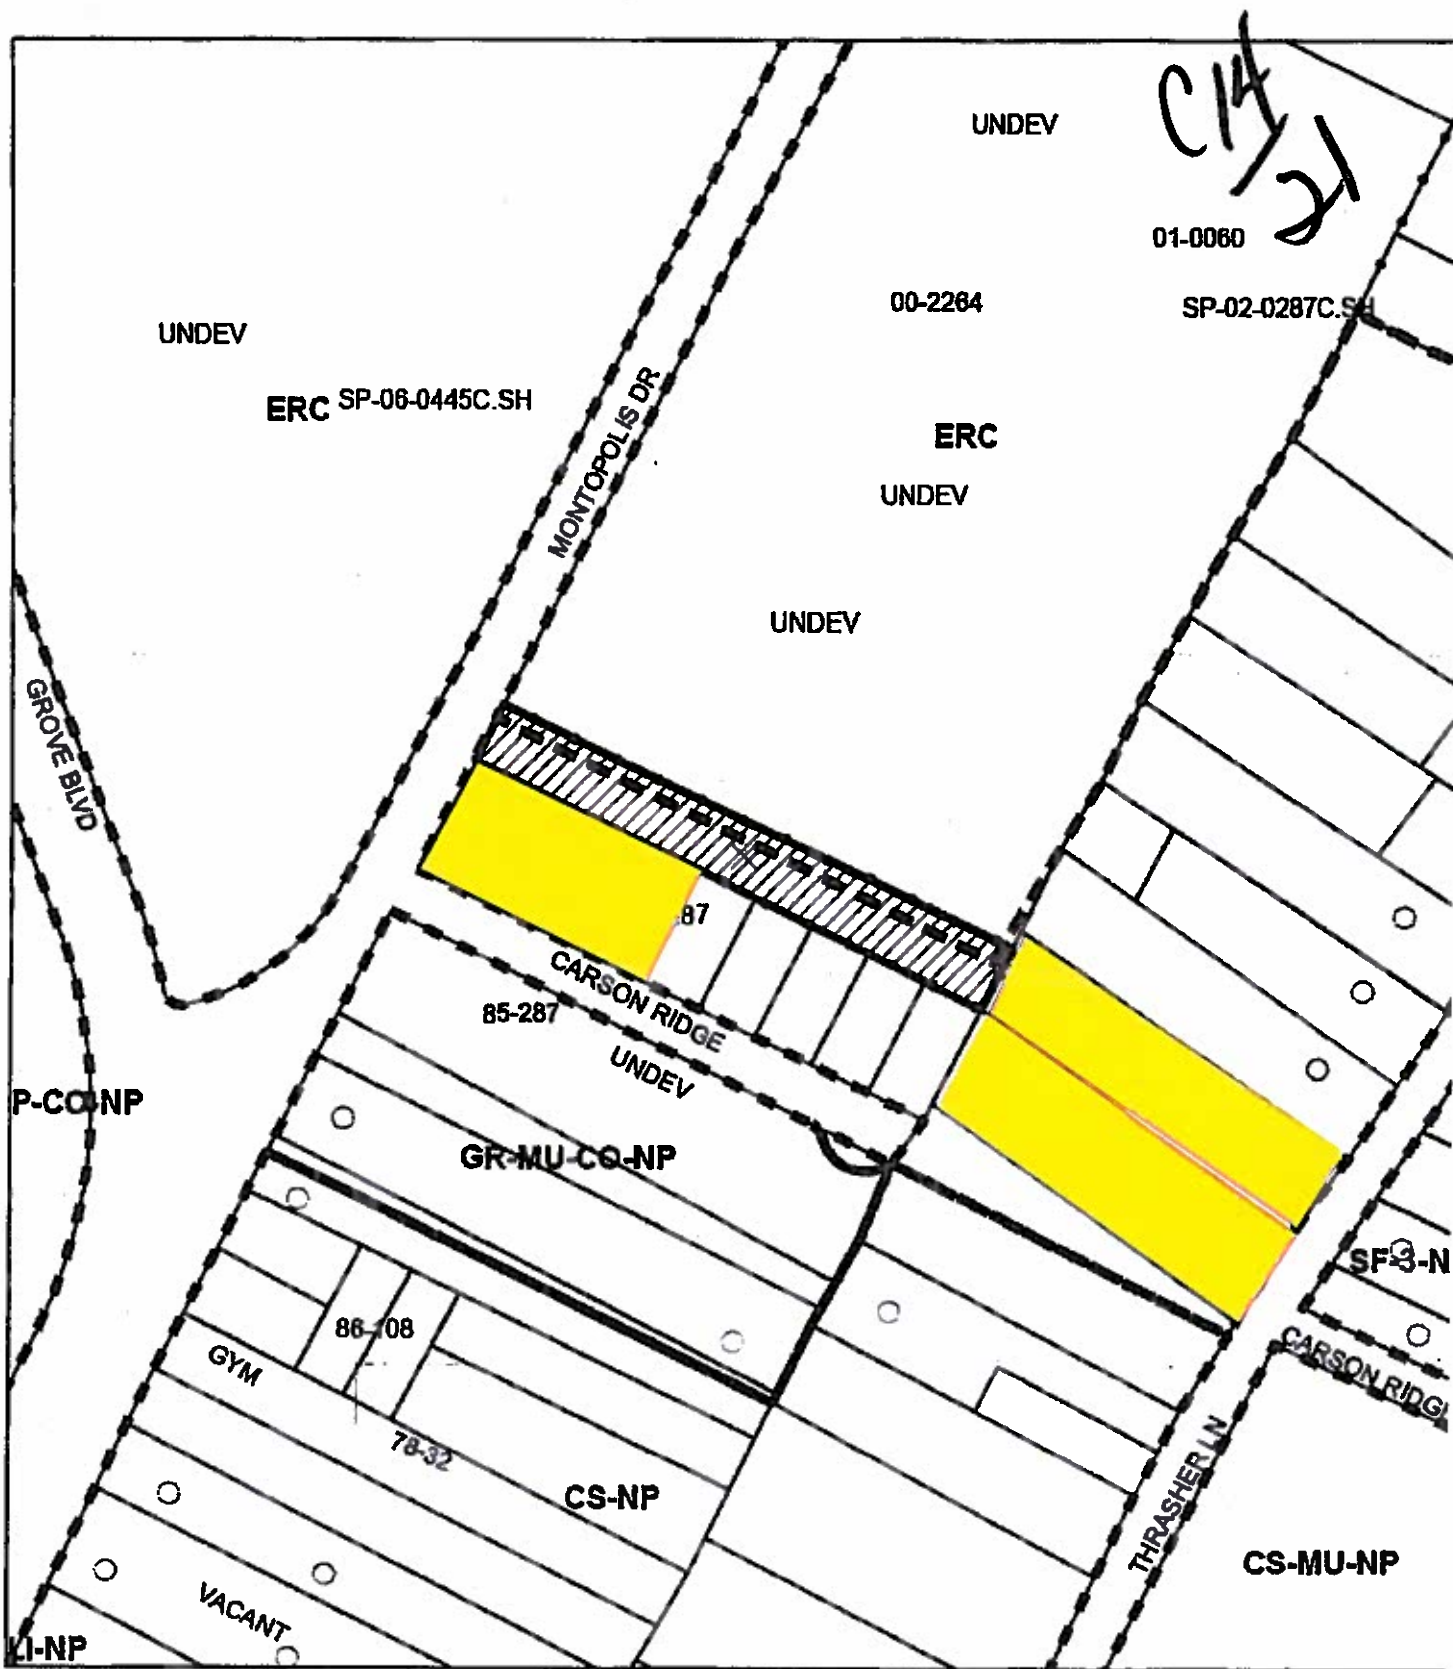 C14
21
UNDEV
01-0060
00-2264
SP-02-0287C.SH
UNDEV
ERC SP-06-0445C.SH
MONTOPOLIS DR
ERC
UNDEV
UNDEV
GROVE BLVD
87
CARSON RIDGE
85-287
UNDEV
P-CO-NP
GR-MU-CO-NP
SF-3-N
86-108
CARSON RIDG
GYM
78-32
THRASHER LN
CS-NP
CS-MU-NP
VACANT
LI-NP